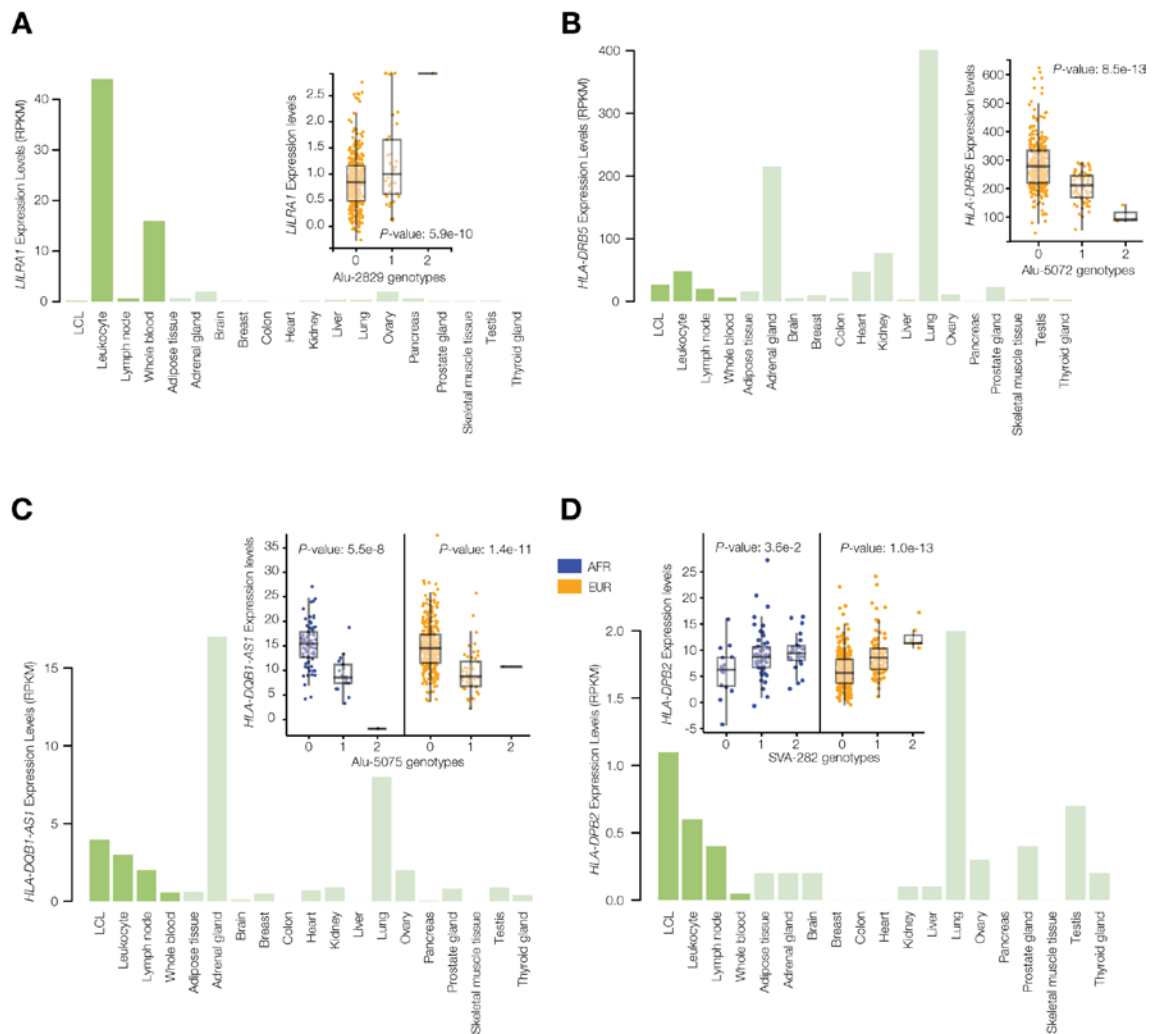 A
LILRA1 Expression Levels (RPKM)
40
20
0
LILRA1 Expression levels
2.5
2.0
1.5
1.0
0.5
0.0
P-value: 5.9e-10
0 1 2
Alu-2829 genotypes
LCL
Leukocyte
Lymph node
Whole blood
Adipose tissue
Adrenal gland
Brain
Breast
Colon
Heart
Kidney
Liver
Lung
Ovary
Pancreas
Prostate gland
Skeletal muscle tissue
Testis
Thyroid gland
B
HLA-DRB5 Expression Levels (RPKM)
400
300
200
100
0
HLA-DRB5 Expression levels
600
500
400
300
200
100
P-value: 8.5e-13
0 1 2
Alu-5072 genotypes
LCL
Leukocyte
Lymph node
Whole blood
Adipose tissue
Adrenal gland
Brain
Breast
Colon
Heart
Kidney
Liver
Lung
Ovary
Pancreas
Prostate gland
Skeletal muscle tissue
Testis
Thyroid gland
C
HLA-DQB1-AS1 Expression Levels (RPKM)
15
10
5
0
HLA-DQB1-AS1 Expression levels
35
30
25
20
15
10
5
0
P-value: 5.5e-8
P-value: 1.4e-11
0 1 2 0 1 2
Alu-5075 genotypes
LCL
Leukocyte
Lymph node
Whole blood
Adipose tissue
Adrenal gland
Brain
Breast
Colon
Heart
Kidney
Liver
Lung
Ovary
Pancreas
Prostate gland
Skeletal muscle tissue
Testis
Thyroid gland
D
AFR
EUR
HLA-DPB2 Expression Levels (RPKM)
2.0
1.5
1.0
0.5
0.0
HLA-DPB2 Expression levels
25
20
15
10
5
0
-5
P-value: 3.6e-2
P-value: 1.0e-13
0 1 2 0 1 2
SVA-282 genotypes
LCL
Leukocyte
Lymph node
Whole blood
Adipose tissue
Adrenal gland
Brain
Breast
Colon
Heart
Kidney
Liver
Lung
Ovary
Pancreas
Prostate gland
Skeletal muscle tissue
Testis
Thyroid gland